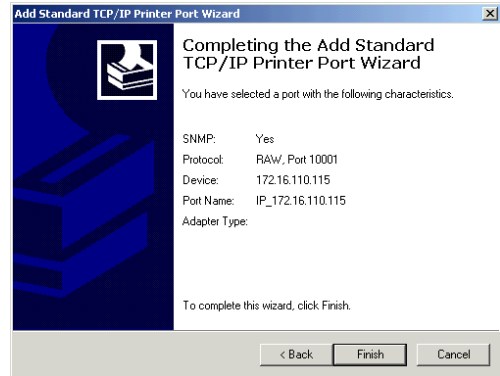 Add Standard TCP/IP Printer Port Wizard
Completing the Add Standard
TCP/IP Printer Port Wizard
You have selected a port with the following characteristics.
SNMP: Yes
Protocol: RAW, Port 10001
Device: 172.16.110.115
Port Name: IP_172.16.110.115
Adapter Type:
To complete this wizard, click Finish.
< Back Finish Cancel